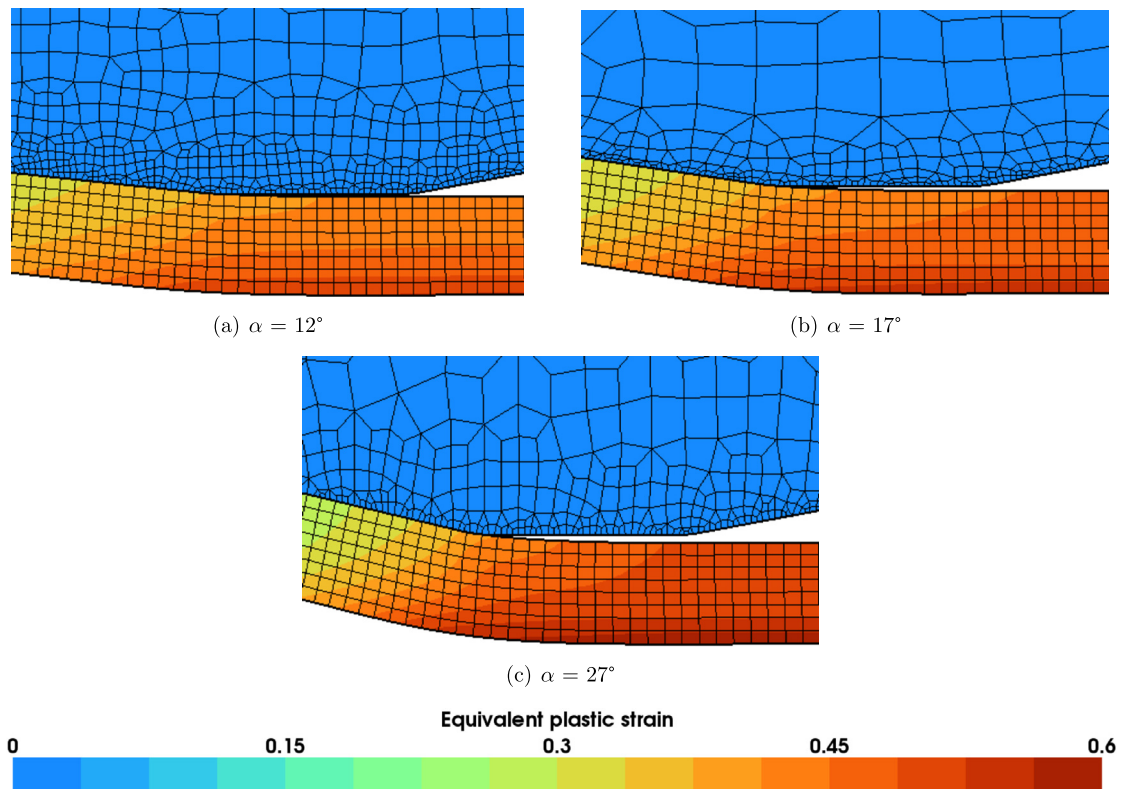 (a) α = 12°
(b) α = 17°
(c) α = 27°
Equivalent plastic strain
0 0.15 0.3 0.45 0.6